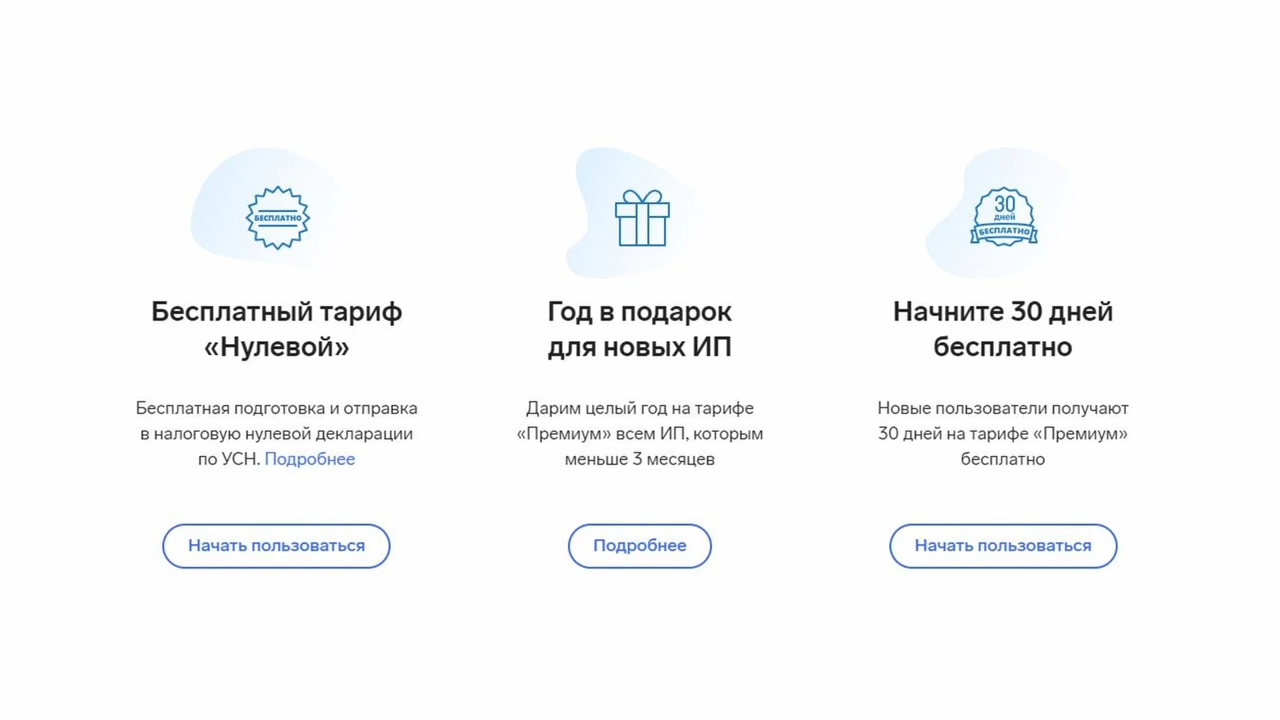 БЕСПЛАТНО
Бесплатный тариф
«Нулевой»
Бесплатная подготовка и отправка
в налоговую нулевой декларации
по УСН. Подробнее
Начать пользоваться
Год в подарок
для новых ИП
Дарим целый год на тарифе
«Премиум» всем ИП, которым
меньше 3 месяцев
Подробнее
30
дней
БЕСПЛАТНО
Начните 30 дней
бесплатно
Новые пользователи получают
30 дней на тарифе «Премиум»
бесплатно
Начать пользоваться